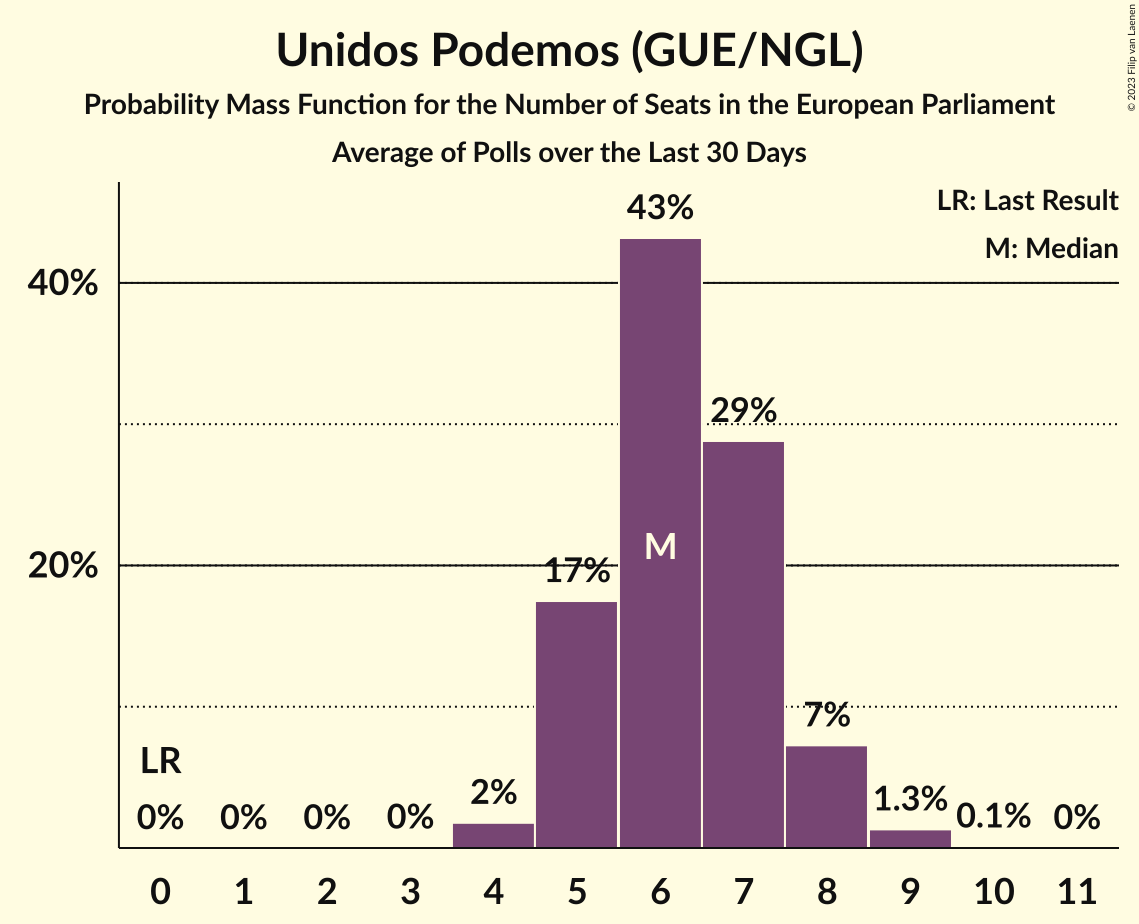 Unidos Podemos (GUE/NGL)
Probability Mass Function for the Number of Seats in the European Parliament
Average of Polls over the Last 30 Days
© 2023 Filip van Laenen
LR: Last Result
M: Median
43%
40%
29%
M
20%
17%
7%
LR
2%
1.3%
0% 0% 0% 0% 0.1% 0%
0 1 2 3 4 5 6 7 8 9 10 11